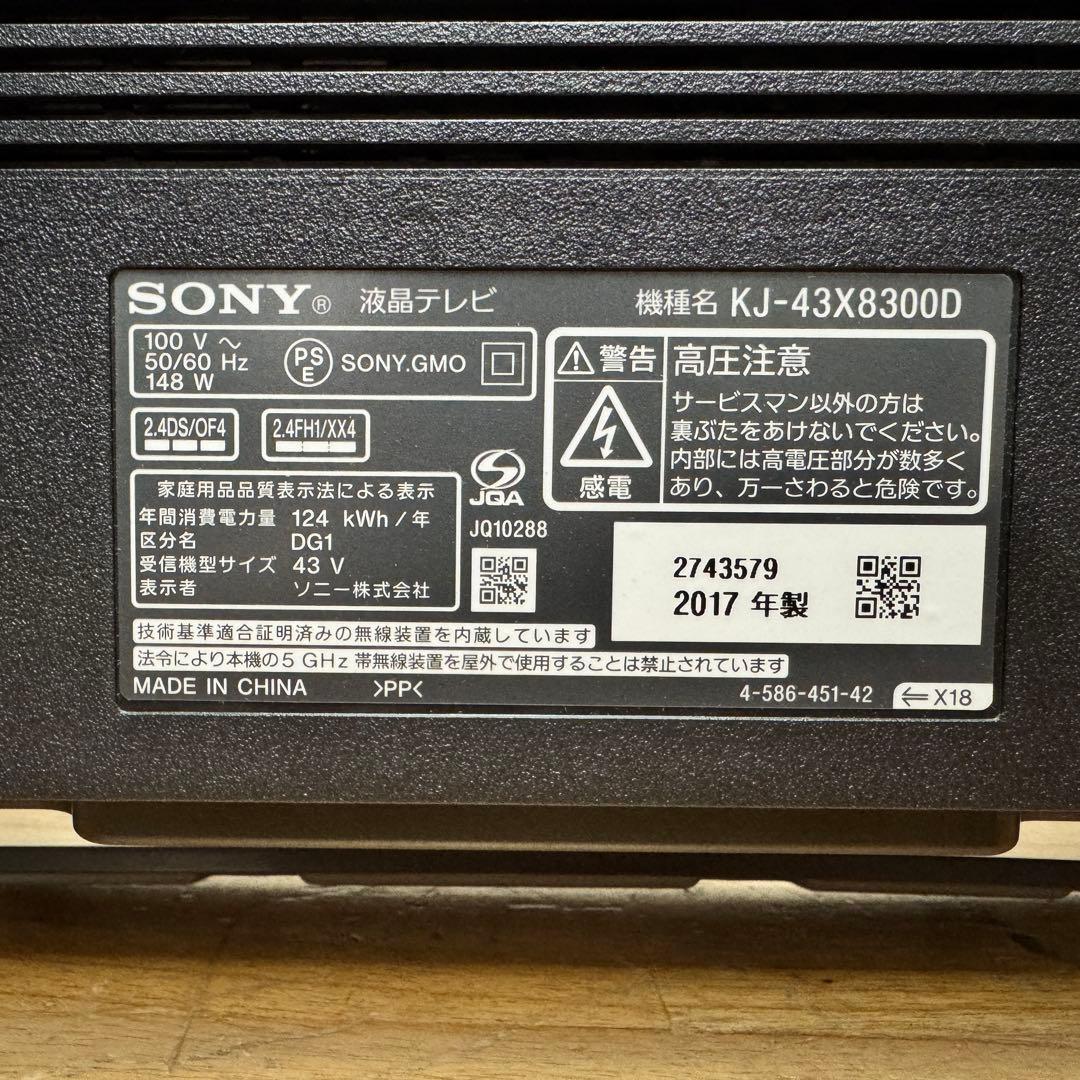 SONY® 液晶テレビ 機種名 KJ-43X8300D
100 V ～
50/60 Hz
148 W
PSE SONY.GMO
2.4DS/OF4 2.4FH1/XX4
家庭用品品質表示法による表示
年間消費電力量 124 kWh / 年
区分名 DG1
受信機型サイズ 43 V
表示者 ソニー株式会社
JQA
JQ10288
警告 高圧注意
感電
サービスマン以外の方は
裏ぶたをあけないでください。
内部には高電圧部分が数多く
あり、万一さわると危険です。
2743579
2017 年製
技術基準適合証明済みの無線装置を内蔵しています
法令により本機の5 GHz 帯無線装置を屋外で使用することは禁止されています
MADE IN CHINA >PP< 4-586-451-42 ←X18